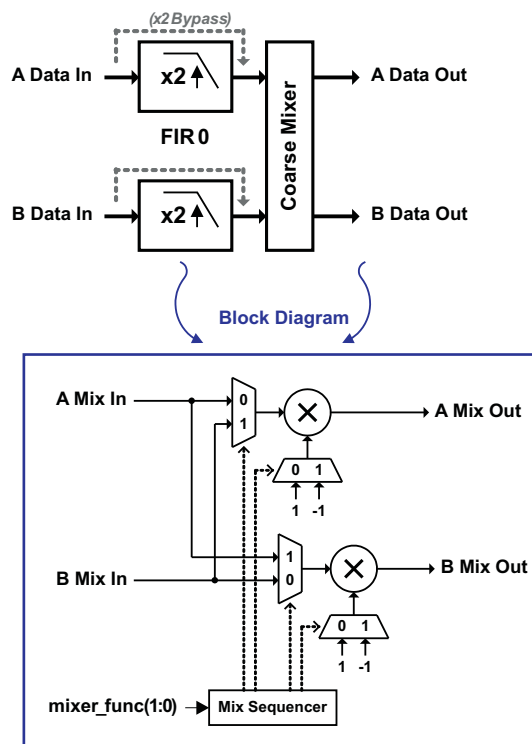 (x2 Bypass)
A Data In
x2
A Data Out
FIR0
Coarse Mixer
B Data In
x2
B Data Out
Block Diagram
A Mix In
0
1
A Mix Out
0 1
1 -1
B Mix In
1
0
B Mix Out
0 1
1 -1
mixer_func(1:0)
Mix Sequencer